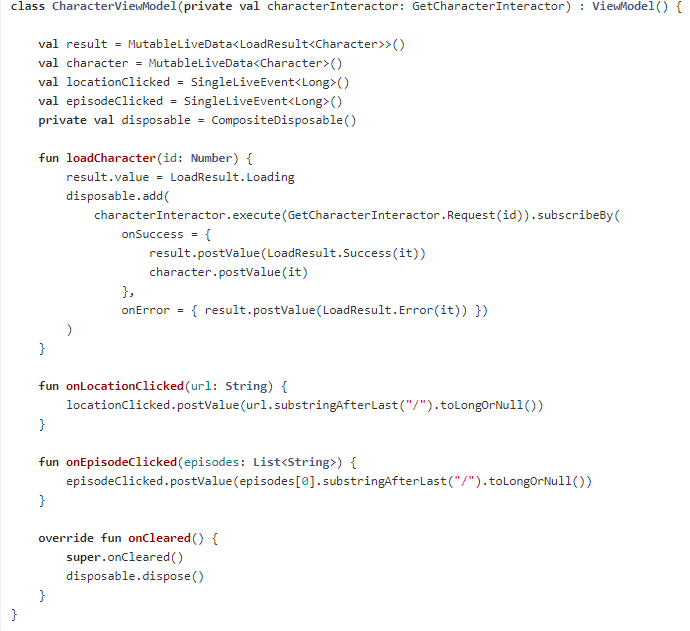 class CharacterViewModel(private val characterInteractor: GetCharacterInteractor) : ViewModel() {
    val result = MutableLiveData<LoadResult<Character>>()
    val character = MutableLiveData<Character>()
    val locationClicked = SingleLiveEvent<Long>()
    val episodeClicked = SingleLiveEvent<Long>()
    private val disposable = CompositeDisposable()
    fun loadCharacter(id: Number) {
        result.value = LoadResult.Loading
        disposable.add(
            characterInteractor.execute(GetCharacterInteractor.Request(id)).subscribeBy(
                onSuccess = {
                    result.postValue(LoadResult.Success(it))
                    character.postValue(it)
                },
                onError = { result.postValue(LoadResult.Error(it)) })
        )
    }
    fun onLocationClicked(url: String) {
        locationClicked.postValue(url.substringAfterLast("/").toLongOrNull())
    }
    fun onEpisodeClicked(episodes: List<String>) {
        episodeClicked.postValue(episodes[0].substringAfterLast("/").toLongOrNull())
    }
    override fun onCleared() {
        super.onCleared()
        disposable.dispose()
    }
}